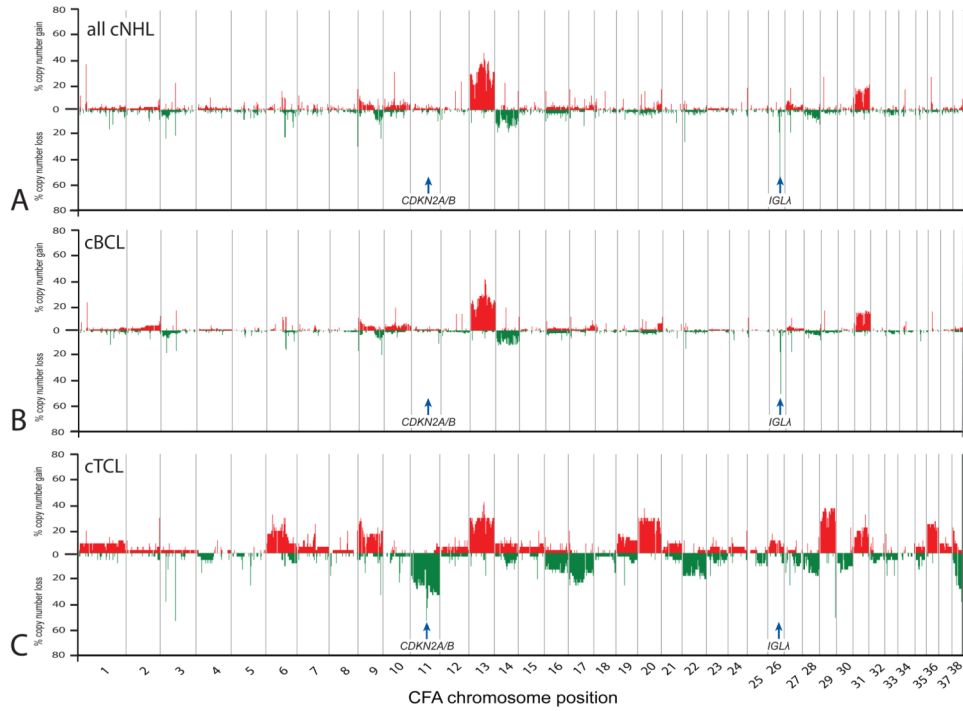 A
all cNHL
% copy number gain
% copy number loss
80
60
40
20
0
20
40
60
80
CDKN2A/B
IGLλ
B
cBCL
% copy number gain
% copy number loss
80
60
40
20
0
20
40
60
80
CDKN2A/B
IGLλ
C
cTCL
% copy number gain
% copy number loss
80
60
40
20
0
20
40
60
80
CDKN2A/B
IGLλ
1 2 3 4 5 6 7 8 9 10 11 12 13 14 15 16 17 18 19 20 21 22 23 24 25 26 27 28 29 30 31 32 33 34 35 36 37 38
CFA chromosome position